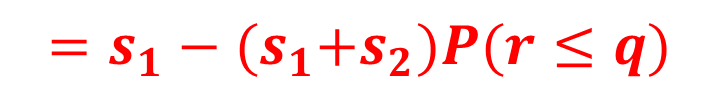 = s₁ − (s₁+s₂)P(r ≤ q)